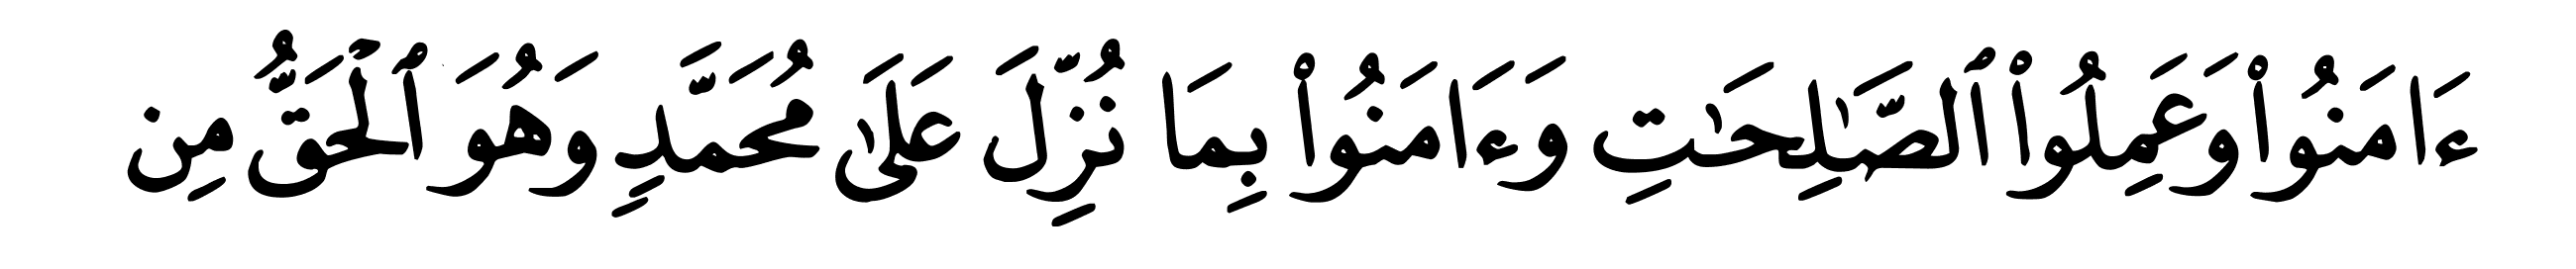 ءَامَنُوا۟ وَعَمِلُوا۟ ٱلصَّـٰلِحَـٰتِ وَءَامَنُوا۟ بِمَا نُزِّلَ عَلَىٰ مُحَمَّدٍ وَهُوَ ٱلْحَقُّ مِن